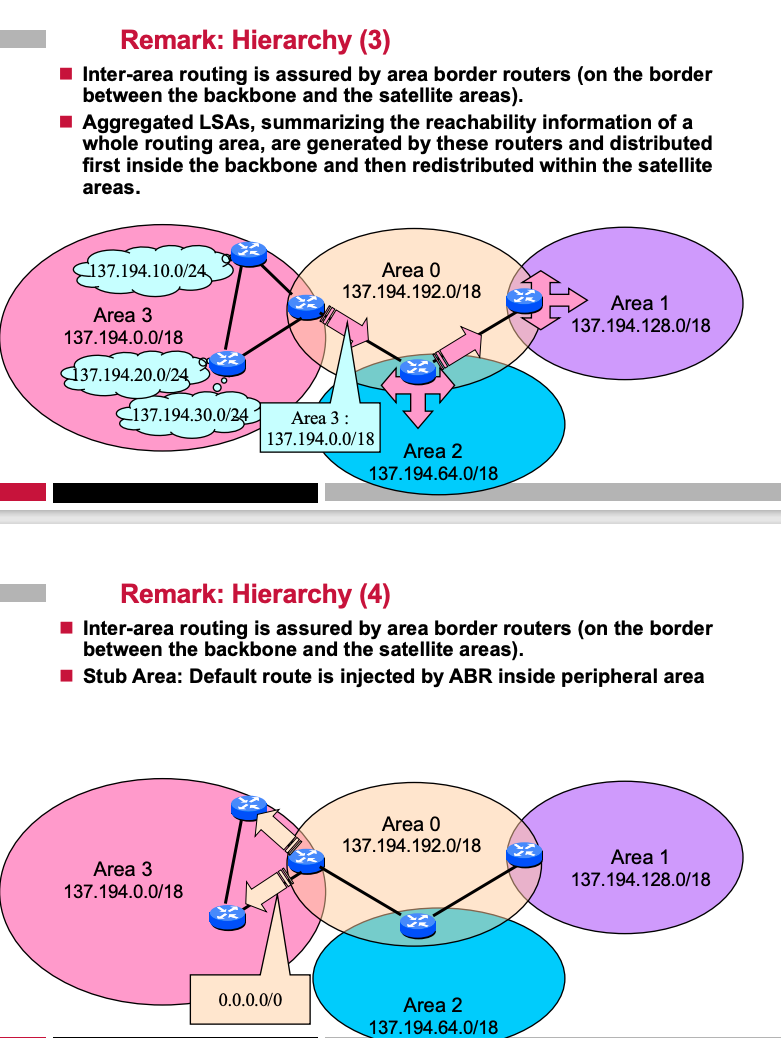 Remark: Hierarchy (3)
Inter-area routing is assured by area border routers (on the border
between the backbone and the satellite areas).
Aggregated LSAs, summarizing the reachability information of a
whole routing area, are generated by these routers and distributed
first inside the backbone and then redistributed within the satellite
areas.
137.194.10.0/24
Area 3
137.194.0.0/18
137.194.20.0/24
137.194.30.0/24
Area 0
137.194.192.0/18
Area 1
137.194.128.0/18
Area 3 :
137.194.0.0/18
Area 2
137.194.64.0/18
Remark: Hierarchy (4)
Inter-area routing is assured by area border routers (on the border
between the backbone and the satellite areas).
Stub Area: Default route is injected by ABR inside peripheral area
Area 3
137.194.0.0/18
Area 0
137.194.192.0/18
Area 1
137.194.128.0/18
0.0.0.0/0
Area 2
137.194.64.0/18